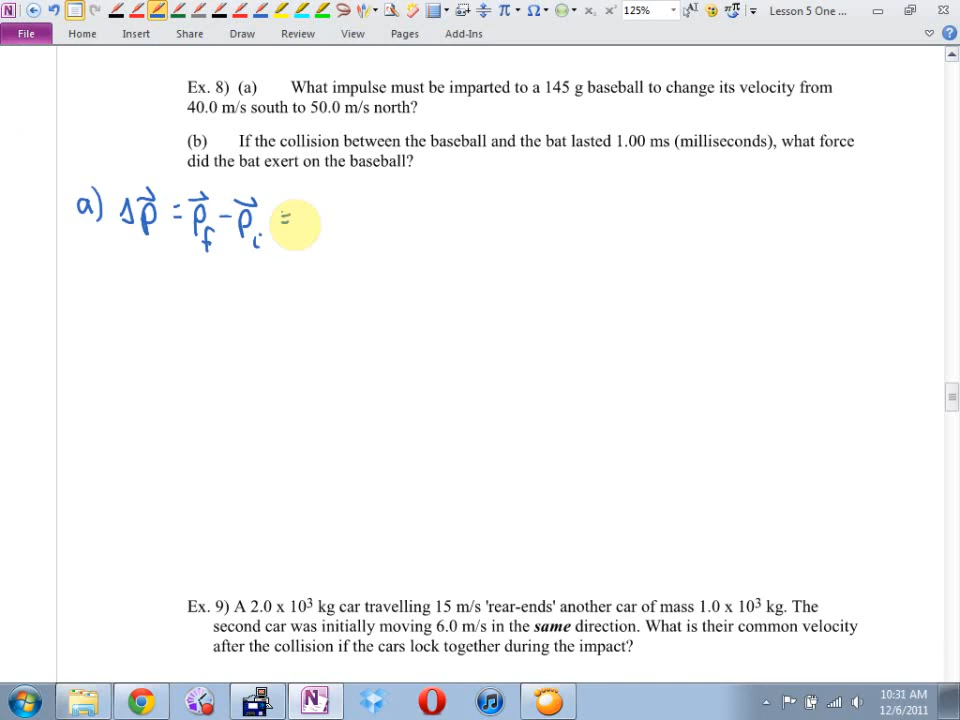 125%
Lesson 5 One ...
File Home Insert Share Draw Review View Pages Add-Ins
Ex. 8) (a) What impulse must be imparted to a 145 g baseball to change its velocity from
40.0 m/s south to 50.0 m/s north?
(b) If the collision between the baseball and the bat lasted 1.00 ms (milliseconds), what force
did the bat exert on the baseball?
a) Δp⃗ = p⃗f - p⃗i =
Ex. 9) A 2.0 x 10³ kg car travelling 15 m/s 'rear-ends' another car of mass 1.0 x 10³ kg. The
second car was initially moving 6.0 m/s in the same direction. What is their common velocity
after the collision if the cars lock together during the impact?
10:31 AM
12/6/2011